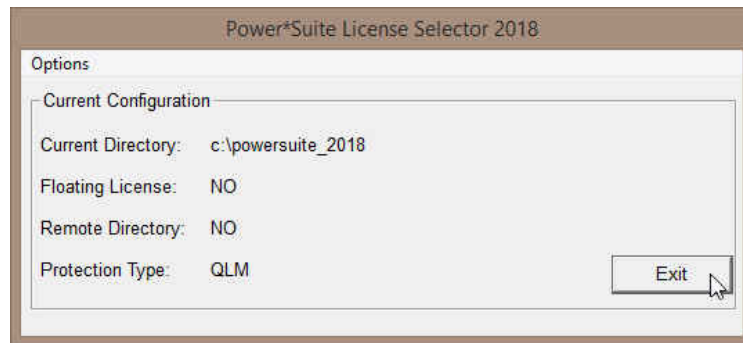 Power*Suite License Selector 2018
Options
Current Configuration
Current Directory: c:\powersuite_2018
Floating License: NO
Remote Directory: NO
Protection Type: QLM
Exit